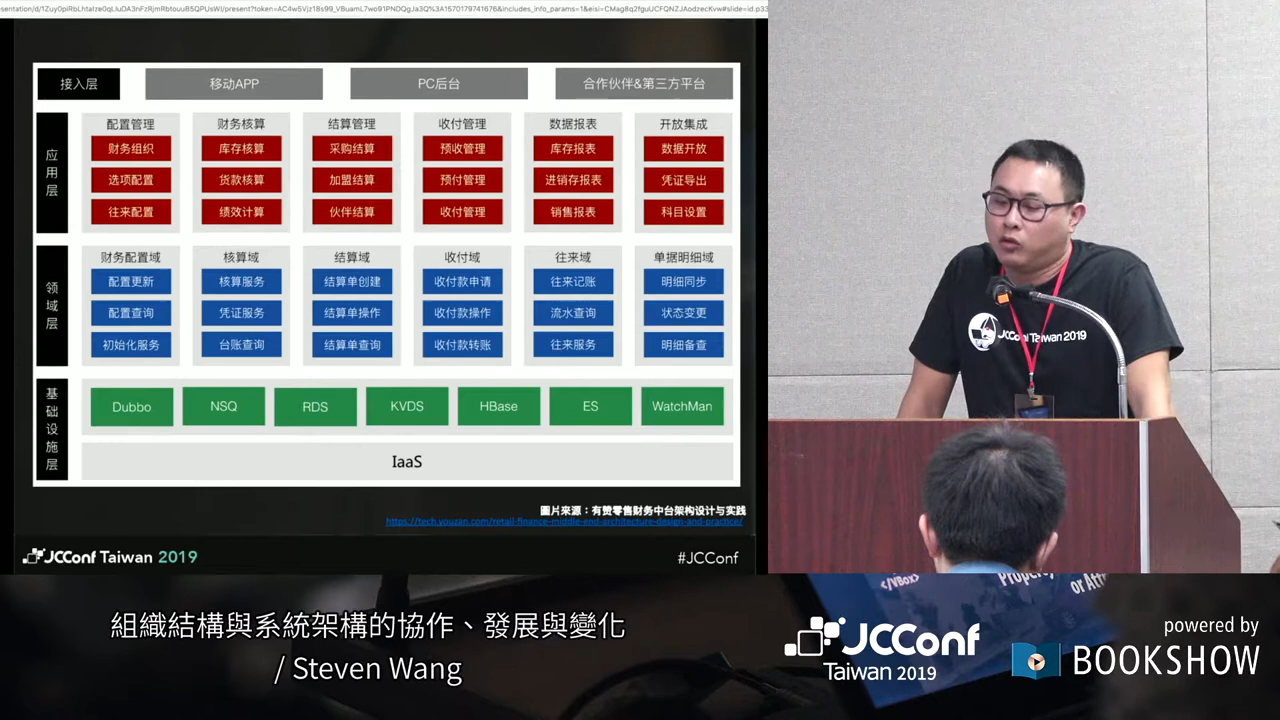 接入层
移动APP
PC后台
合作伙伴&第三方平台
应用层
配置管理
财务组织
选项配置
往来配置
财务核算
库存核算
货款核算
绩效计算
结算管理
采购结算
加盟结算
伙伴结算
收付管理
预收管理
预付管理
收付管理
数据报表
库存报表
进销存报表
销售报表
开放集成
数据开放
凭证导出
科目设置
领域层
财务配置域
配置更新
配置查询
初始化服务
核算域
核算服务
凭证服务
台账查询
结算域
结算单创建
结算单操作
结算单查询
收付域
收付款申请
收付款操作
收付款转账
往来域
往来记账
流水查询
往来服务
单据明细域
明细同步
状态变更
明细备查
基础设施层
Dubbo
NSQ
RDS
KVDS
HBase
ES
WatchMan
IaaS
圖片來源：有赞零售财务中台架构设计与实践
https://tech.youzan.com/retail-finance-middle-end-architecture-design-and-practice/
JCConf Taiwan 2019
#JCConf
JCConf Taiwan 2019
</VBox>
組織結構與系統架構的協作、發展與變化
/ Steven Wang
JCConf
Taiwan 2019
powered by
BOOKSHOW